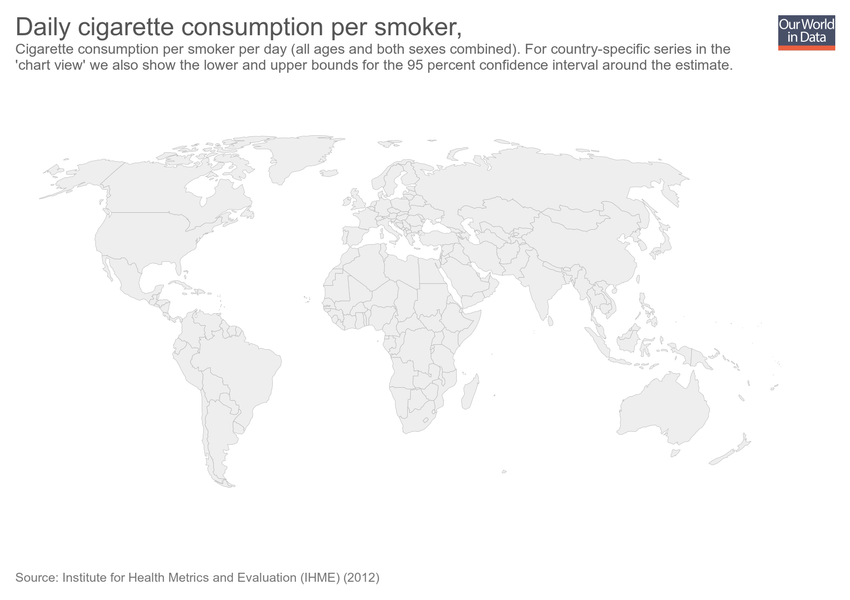 Daily cigarette consumption per smoker,
Our World
in Data
Cigarette consumption per smoker per day (all ages and both sexes combined). For country-specific series in the
'chart view' we also show the lower and upper bounds for the 95 percent confidence interval around the estimate.
Source: Institute for Health Metrics and Evaluation (IHME) (2012)